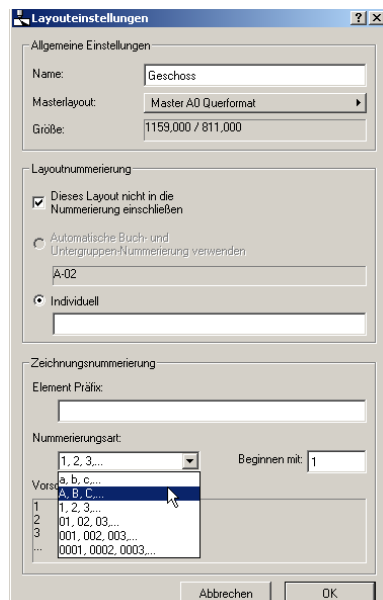 Layouteinstellungen
Allgemeine Einstellungen
Name:
Geschoss
Masterlayout:
Master A0 Querformat
Größe:
1159,000 / 811,000
Layoutnummerierung
Dieses Layout nicht in die
Nummerierung einschließen
Automatische Buch- und
Untergruppen-Nummerierung verwenden
A-02
Individuell
Zeichnungsnummerierung
Element Präfix:
Nummerierungsart:
1, 2, 3,...
Beginnen mit: 1
a, b, c,...
A, B, C,...
1, 2, 3,...
01, 02, 03,...
001, 002, 003,...
0001, 0002, 0003,...
1
2
3
...
Abbrechen
OK